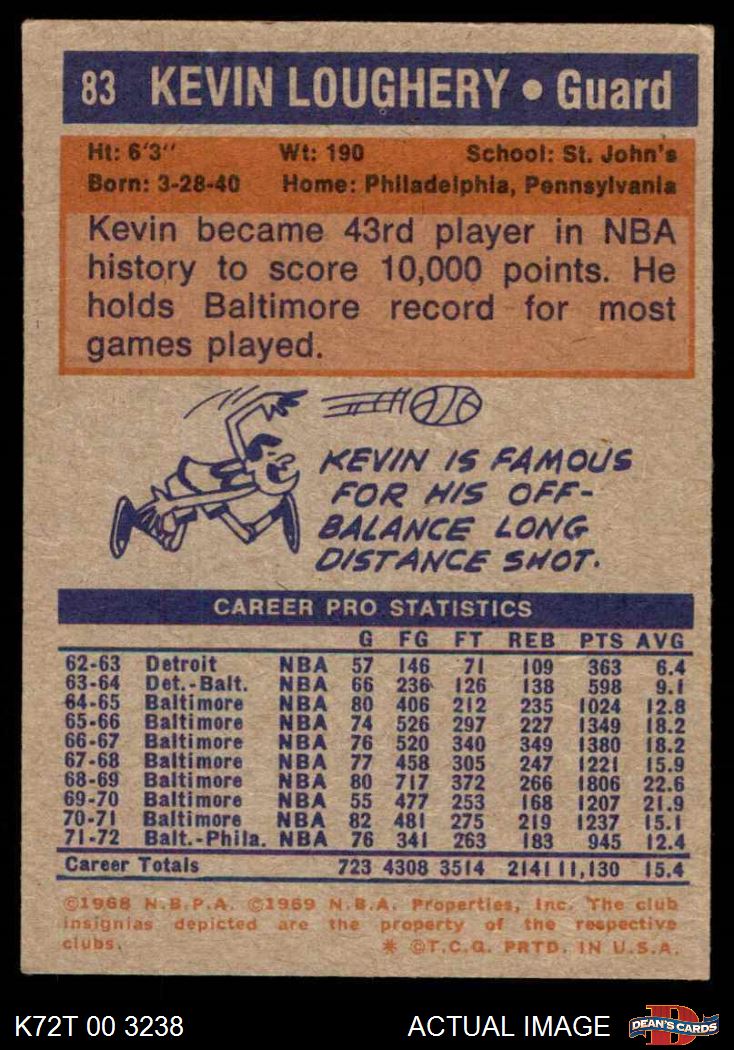 83 KEVIN LOUGHERY • Guard
Ht: 6'3" Wt: 190 School: St. John's
Born: 3-28-40 Home: Philadelphia, Pennsylvania
Kevin became 43rd player in NBA
history to score 10,000 points. He
holds Baltimore record for most
games played.
KEVIN IS FAMOUS
FOR HIS OFF-
BALANCE LONG
DISTANCE SHOT.
CAREER PRO STATISTICS
G FG FT REB PTS AVG
62-63 Detroit NBA 57 146 71 109 363 6.4
63-64 Det.-Balt. NBA 66 236 126 138 598 9.1
64-65 Baltimore NBA 80 406 212 235 1024 12.8
65-66 Baltimore NBA 74 526 297 227 1349 18.2
66-67 Baltimore NBA 76 520 340 349 1380 18.2
67-68 Baltimore NBA 77 458 305 247 1221 15.9
68-69 Baltimore NBA 80 717 372 266 1806 22.6
69-70 Baltimore NBA 55 477 253 168 1207 21.9
70-71 Baltimore NBA 82 481 275 219 1237 15.1
71-72 Balt.-Phila. NBA 76 341 263 183 945 12.4
Career Totals 723 4308 3514 2141 11,130 15.4
©1968 N.B.P.A. ©1969 N.B.A. Properties, Inc. The club
insignias depicted are the property of the respective
clubs. * ©T.C.G. PRTD. IN U.S.A.
K72T 00 3238 ACTUAL IMAGE D DEAN'S CARDS